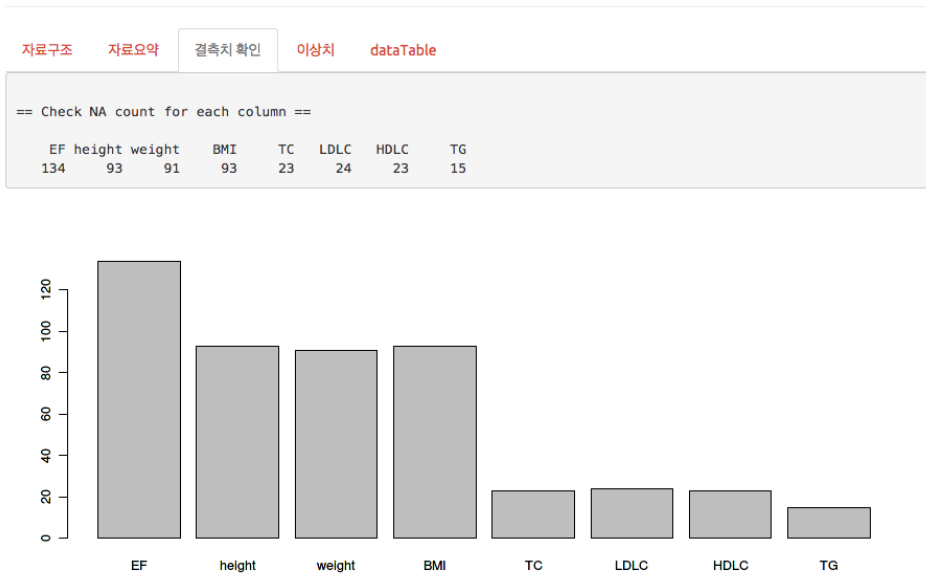 자료구조 자료요약 결측치 확인 이상치 dataTable
== Check NA count for each column ==
EF height weight BMI TC LDLC HDLC TG
134 93 91 93 23 24 23 15
120
100
80
60
40
20
0
EF height weight BMI TC LDLC HDLC TG